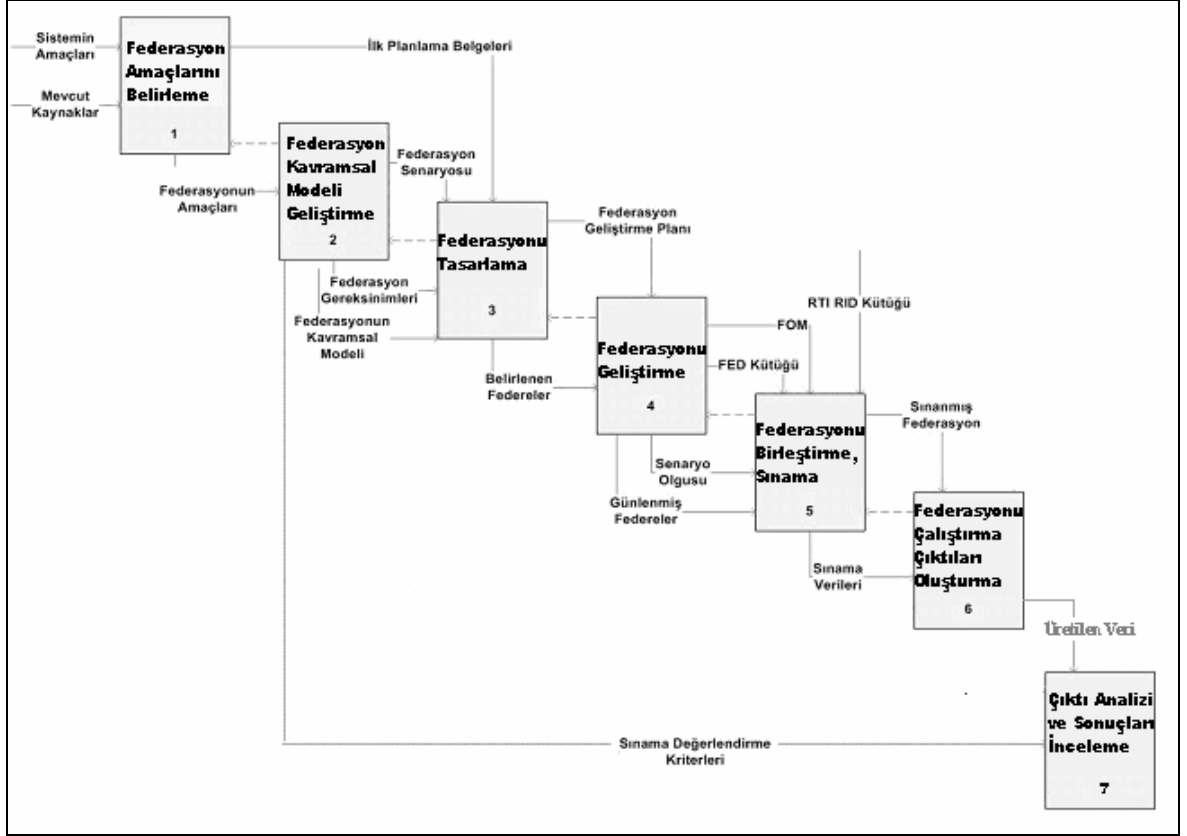 Sistemin
Amaçları
Mevcut
Kaynaklar
Federasyon
Amaçlarını
Belirleme
1
İlk Planlama Belgeleri
Federasyonun
Amaçları
Federasyon
Kavramsal
Modeli
Geliştirme
2
Federasyon
Senaryosu
Federasyon
Gereksinimleri
Federasyonun
Kavramsal
Modeli
Federasyonu
Tasarlama
3
Federasyon
Geliştirme Planı
Belirlenen
Federeler
Federasyonu
Geliştirme
4
RTI RID Kütüğü
FOM
FED Kütüğü
Senaryo
Olgusu
Günlenmiş
Federeler
Federasyonu
Birleştirme,
Sınama
5
Sınanmış
Federasyon
Sınama
Verileri
Federasyonu
Çalıştırma
Çıktıları
Oluşturma
6
Üretilen Veri
Sınama Değerlendirme
Kriterleri
Çıktı Analizi
ve Sonuçları
İnceleme
7